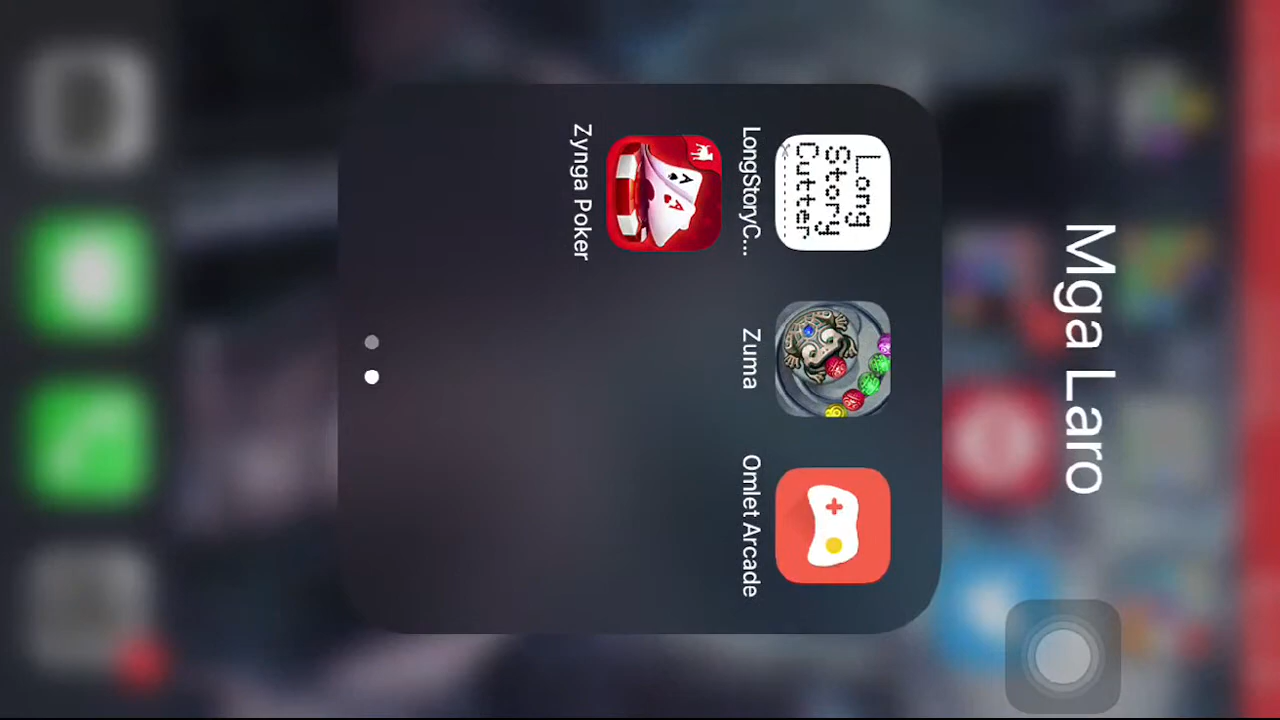 Mga Laro
Long
Story
Cutter
LongStoryC...
Zuma
Omlet Arcade
Zynga Poker